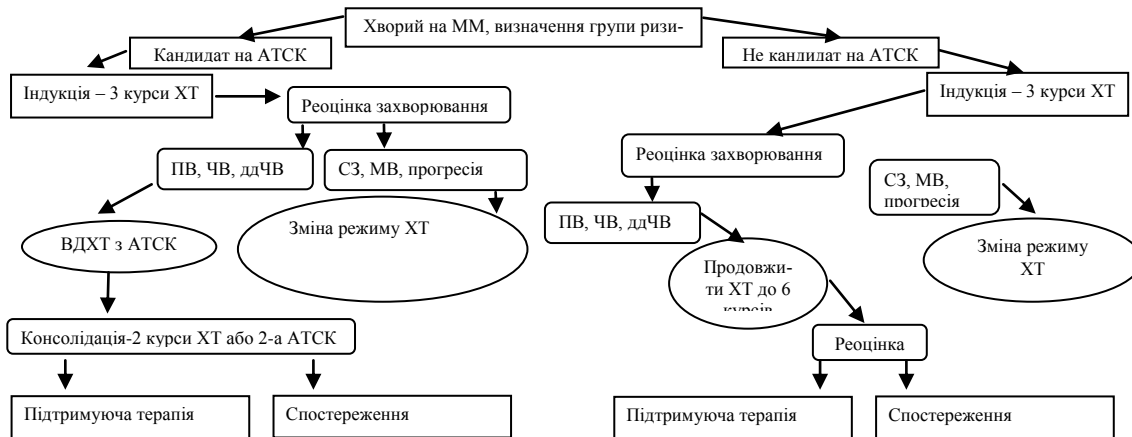 Хворий на ММ, визначення групи ризи-
Кандидат на АТСК
Не кандидат на АТСК
Індукція – 3 курси ХТ
Індукція – 3 курси ХТ
Реоцінка захворювання
Реоцінка захворювання
ПВ, ЧВ, ддЧВ
СЗ, МВ, прогресія
СЗ, МВ,
прогресія
ПВ, ЧВ, ддЧВ
Зміна режиму ХТ
ВДХТ з АТСК
Зміна режиму
ХТ
Продовжи-
ти ХТ до 6
курсів
Консолідація-2 курси ХТ або 2-а АТСК
Реоцінка
Підтримуюча терапія
Спостереження
Підтримуюча терапія
Спостереження